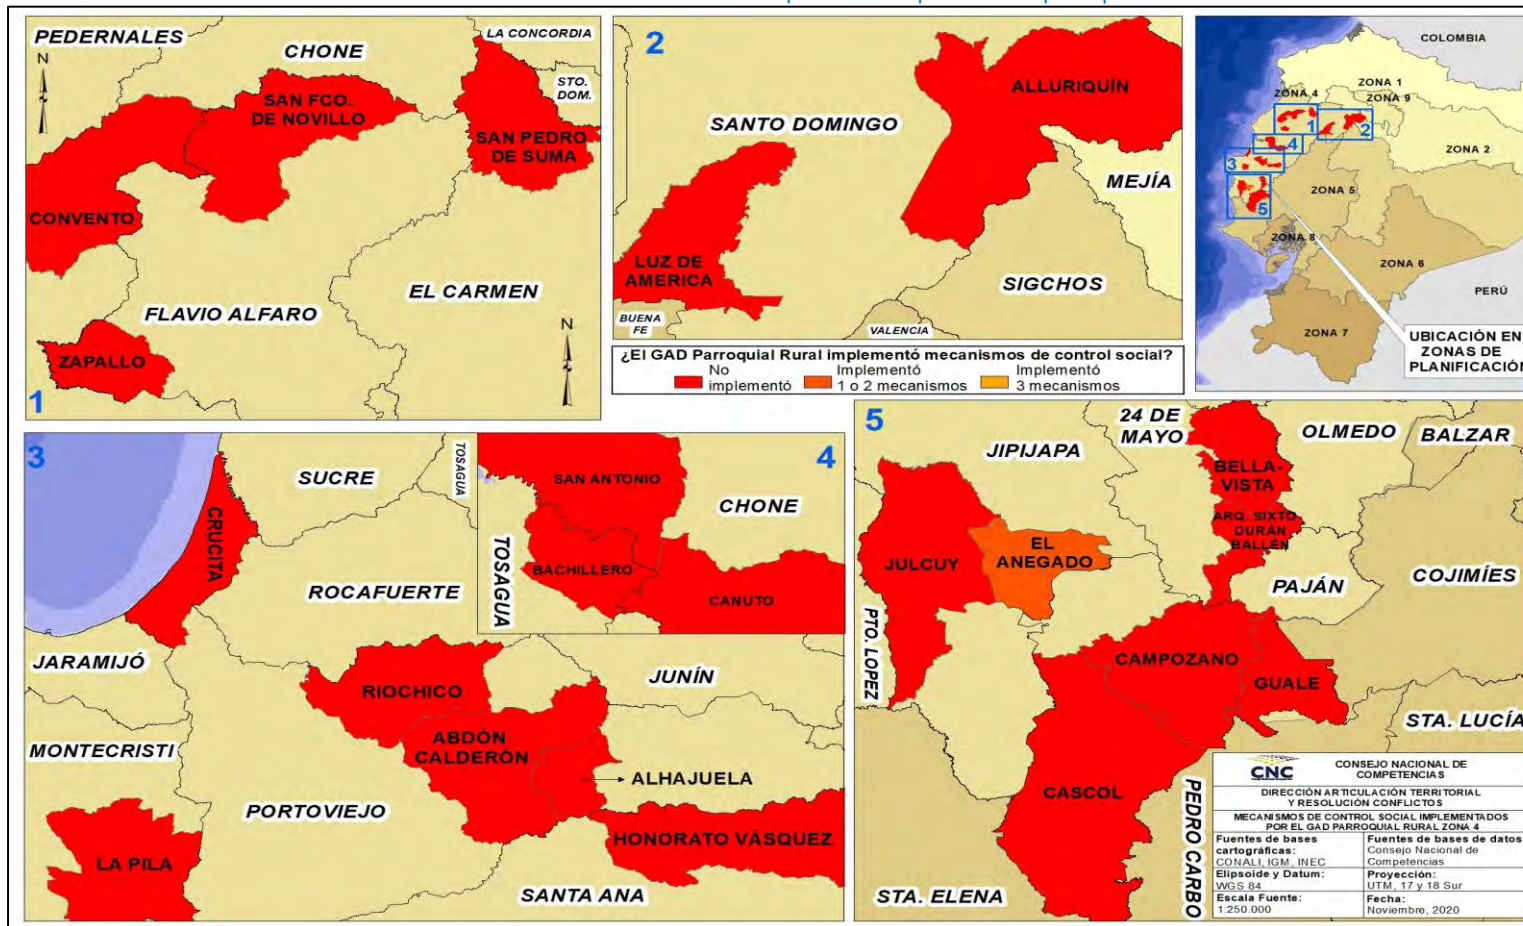 PEDERNALES
CHONE
LA CONCORDIA
STO.
DOM.
N
SAN FCO.
DE NOVILLO
SAN PEDRO
DE SUMA
CONVENTO
FLAVIO ALFARO
EL CARMEN
ZAPALLO
N
1
2
ALLURIQUÍN
SANTO DOMINGO
MEJÍA
LUZ DE
AMERICA
SIGCHOS
BUENA
FE
VALENCIA
¿El GAD Parroquial Rural implementó mecanismos de control social?
No
implementó
Implementó
1 o 2 mecanismos
Implementó
3 mecanismos
COLOMBIA
ZONA 1
ZONA 4
ZONA 9
1
2
4
3
5
ZONA 2
ZONA 5
ZONA 8
ZONA 6
PERÚ
ZONA 7
UBICACIÓN EN
ZONAS DE
PLANIFICACIÓN
3
SUCRE
TOSAGUA
CRUCITA
ROCAFUERTE
JARAMIJÓ
RIOCHICO
JUNÍN
ABDÓN
CALDERÓN
MONTECRISTI
ALHAJUELA
PORTOVIEJO
HONORATO VÁSQUEZ
LA PILA
SANTA ANA
4
SAN ANTONIO
CHONE
TOSAGUA
BACHILLERO
CANUTO
5
24 DE
MAYO
OLMEDO
BALZAR
JIPIJAPA
BELLA-
VISTA
ARQ. SIXTO
DURÁN
BALLÉN
EL
ANEGADO
JULCUY
PAJÁN
COJIMÍES
PTO. LOPEZ
CAMPOZANO
GUALE
STA. LUCÍA
CASCOL
PEDRO CARBO
STA. ELENA
CNC
CONSEJO NACIONAL DE
COMPETENCIAS
DIRECCIÓN ARTICULACIÓN TERRITORIAL
Y RESOLUCIÓN CONFLICTOS
MECANISMOS DE CONTROL SOCIAL IMPLEMENTADOS
POR EL GAD PARROQUIAL RURAL ZONA 4
Fuentes de bases
cartográficas:
CONALI, IGM, INEC
Fuentes de bases de datos
Consejo Nacional de
Competencias
Elipsoide y Datum:
WGS 84
Proyección:
UTM, 17 y 18 Sur
Escala Fuente:
1:250.000
Fecha:
Noviembre, 2020